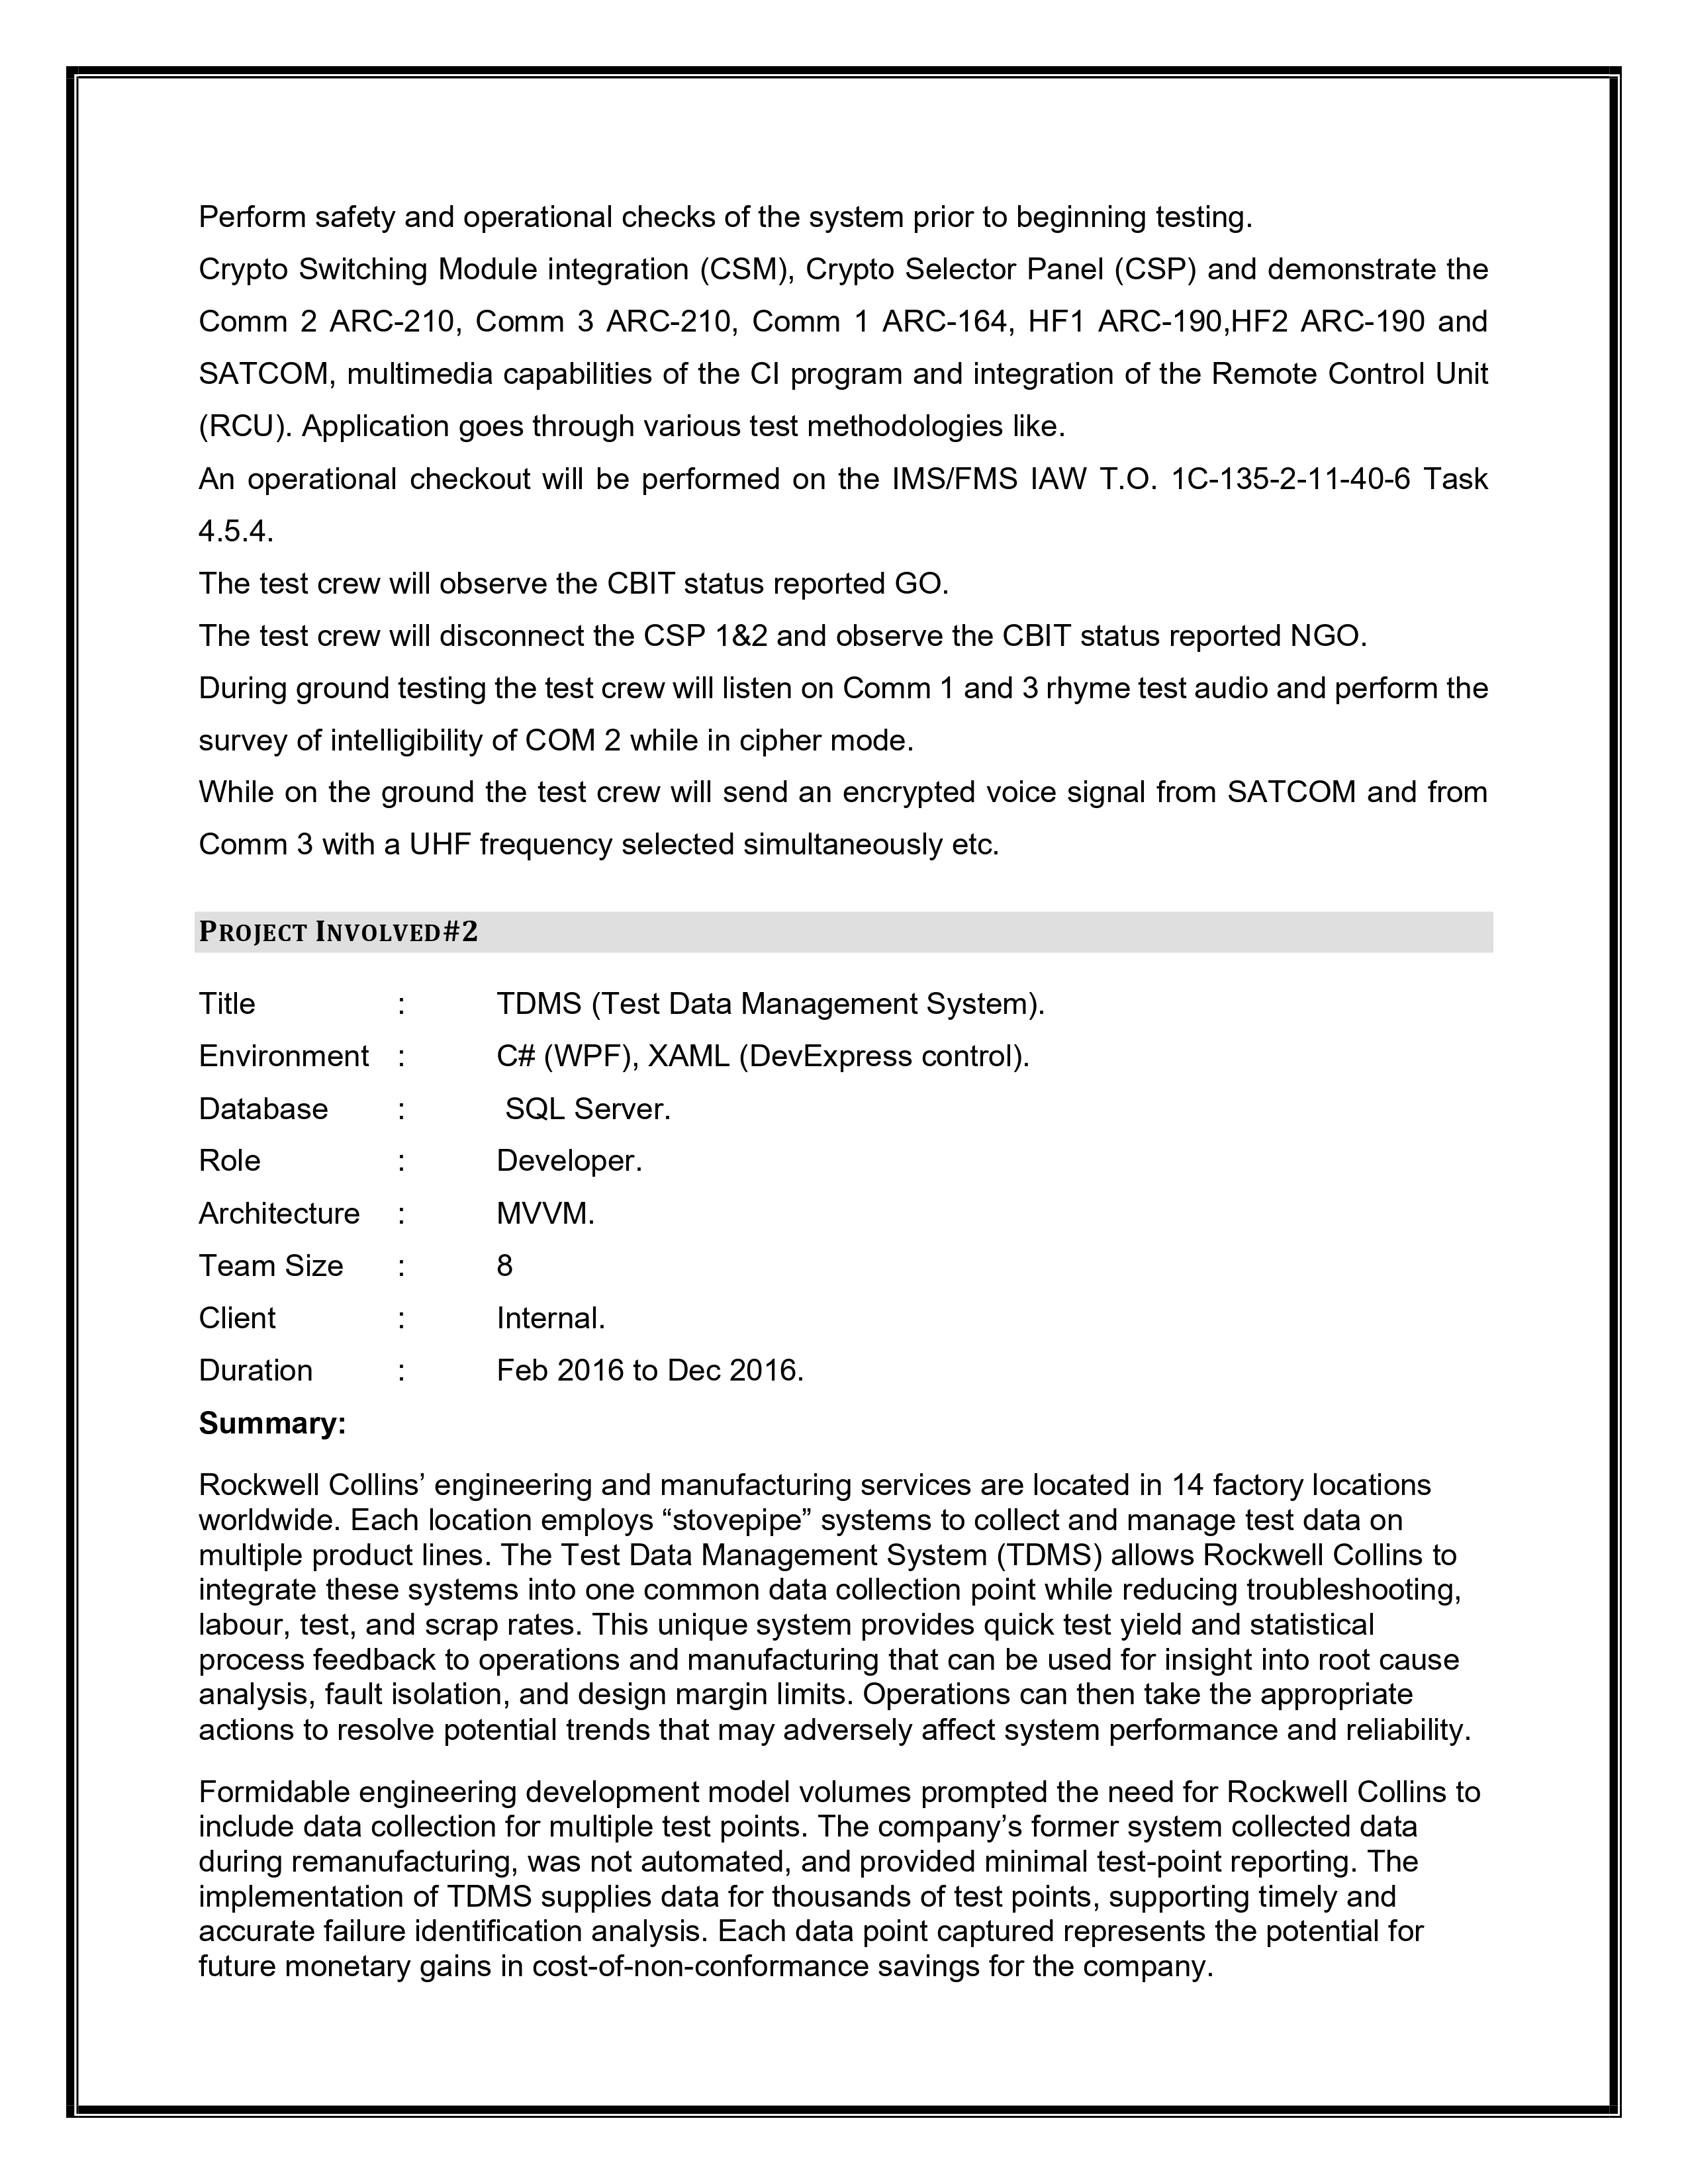 Perform safety and operational checks of the system prior to beginning testing.
Crypto Switching Module integration (CSM), Crypto Selector Panel (CSP) and demonstrate the
Comm 2 ARC-210, Comm 3 ARC-210, Comm 1 ARC-164, HF1 ARC-190,HF2 ARC-190 and
SATCOM, multimedia capabilities of the CI program and integration of the Remote Control Unit
(RCU). Application goes through various test methodologies like.
An operational checkout will be performed on the IMS/FMS IAW T.O. 1C-135-2-11-40-6 Task
4.5.4.
The test crew will observe the CBIT status reported GO.
The test crew will disconnect the CSP 1&2 and observe the CBIT status reported NGO.
During ground testing the test crew will listen on Comm 1 and 3 rhyme test audio and perform the
survey of intelligibility of COM 2 while in cipher mode.
While on the ground the test crew will send an encrypted voice signal from SATCOM and from
Comm 3 with a UHF frequency selected simultaneously etc.
PROJECT INVOLVED#2
Title : TDMS (Test Data Management System).
Environment : C# (WPF), XAML (DevExpress control).
Database : SQL Server.
Role : Developer.
Architecture : MVVM.
Team Size : 8
Client : Internal.
Duration : Feb 2016 to Dec 2016.
Summary:
Rockwell Collins’ engineering and manufacturing services are located in 14 factory locations
worldwide. Each location employs “stovepipe” systems to collect and manage test data on
multiple product lines. The Test Data Management System (TDMS) allows Rockwell Collins to
integrate these systems into one common data collection point while reducing troubleshooting,
labour, test, and scrap rates. This unique system provides quick test yield and statistical
process feedback to operations and manufacturing that can be used for insight into root cause
analysis, fault isolation, and design margin limits. Operations can then take the appropriate
actions to resolve potential trends that may adversely affect system performance and reliability.
Formidable engineering development model volumes prompted the need for Rockwell Collins to
include data collection for multiple test points. The company’s former system collected data
during remanufacturing, was not automated, and provided minimal test-point reporting. The
implementation of TDMS supplies data for thousands of test points, supporting timely and
accurate failure identification analysis. Each data point captured represents the potential for
future monetary gains in cost-of-non-conformance savings for the company.